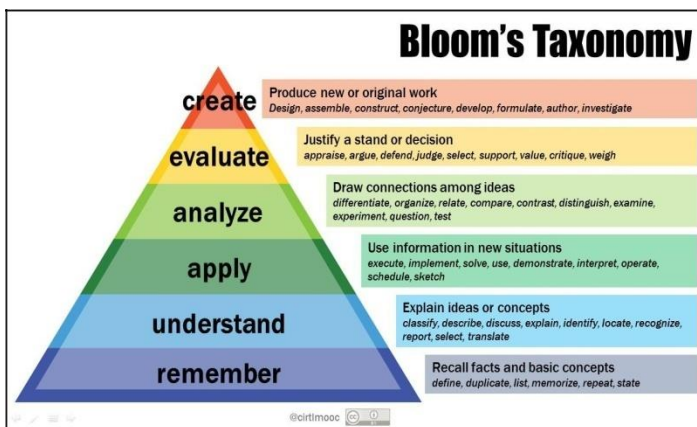 Bloom's Taxonomy
create
Produce new or original work
Design, assemble, construct, conjecture, develop, formulate, author, investigate
evaluate
Justify a stand or decision
appraise, argue, defend, judge, select, support, value, critique, weigh
analyze
Draw connections among ideas
differentiate, organize, relate, compare, contrast, distinguish, examine,
experiment, question, test
apply
Use information in new situations
execute, implement, solve, use, demonstrate, interpret, operate,
schedule, sketch
understand
Explain ideas or concepts
classify, describe, discuss, explain, identify, locate, recognize,
report, select, translate
remember
Recall facts and basic concepts
define, duplicate, list, memorize, repeat, state
@cirtlmooc